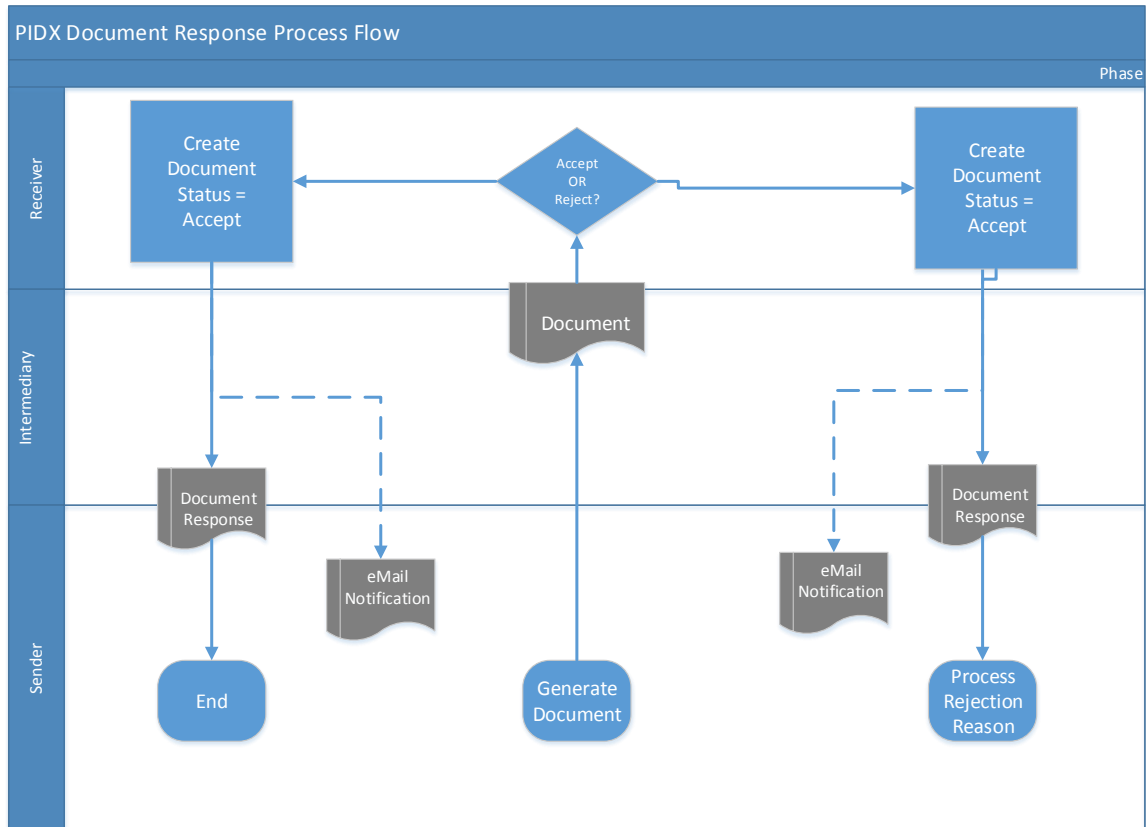 PIDX Document Response Process Flow
Phase
Receiver
Create
Document
Status =
Accept
Accept
OR
Reject?
Create
Document
Status =
Accept
Intermediary
Document
Document
Response
Document
Response
Sender
eMail
Notification
eMail
Notification
End
Generate
Document
Process
Rejection
Reason